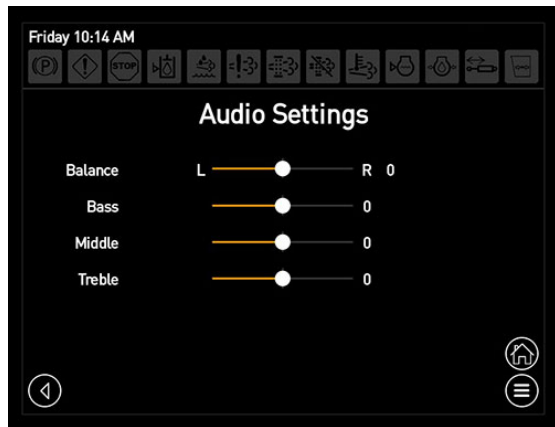 Friday 10:14 AM
(P) STOP
Audio Settings
Balance L R 0
Bass 0
Middle 0
Treble 0